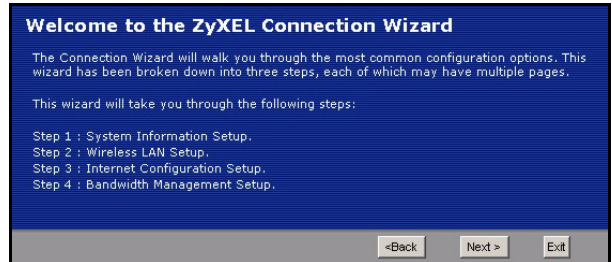 Welcome to the ZyXEL Connection Wizard
The Connection Wizard will walk you through the most common configuration options. This
wizard has been broken down into three steps, each of which may have multiple pages.
This wizard will take you through the following steps:
Step 1 : System Information Setup.
Step 2 : Wireless LAN Setup.
Step 3 : Internet Configuration Setup.
Step 4 : Bandwidth Management Setup.
<Back Next > Exit